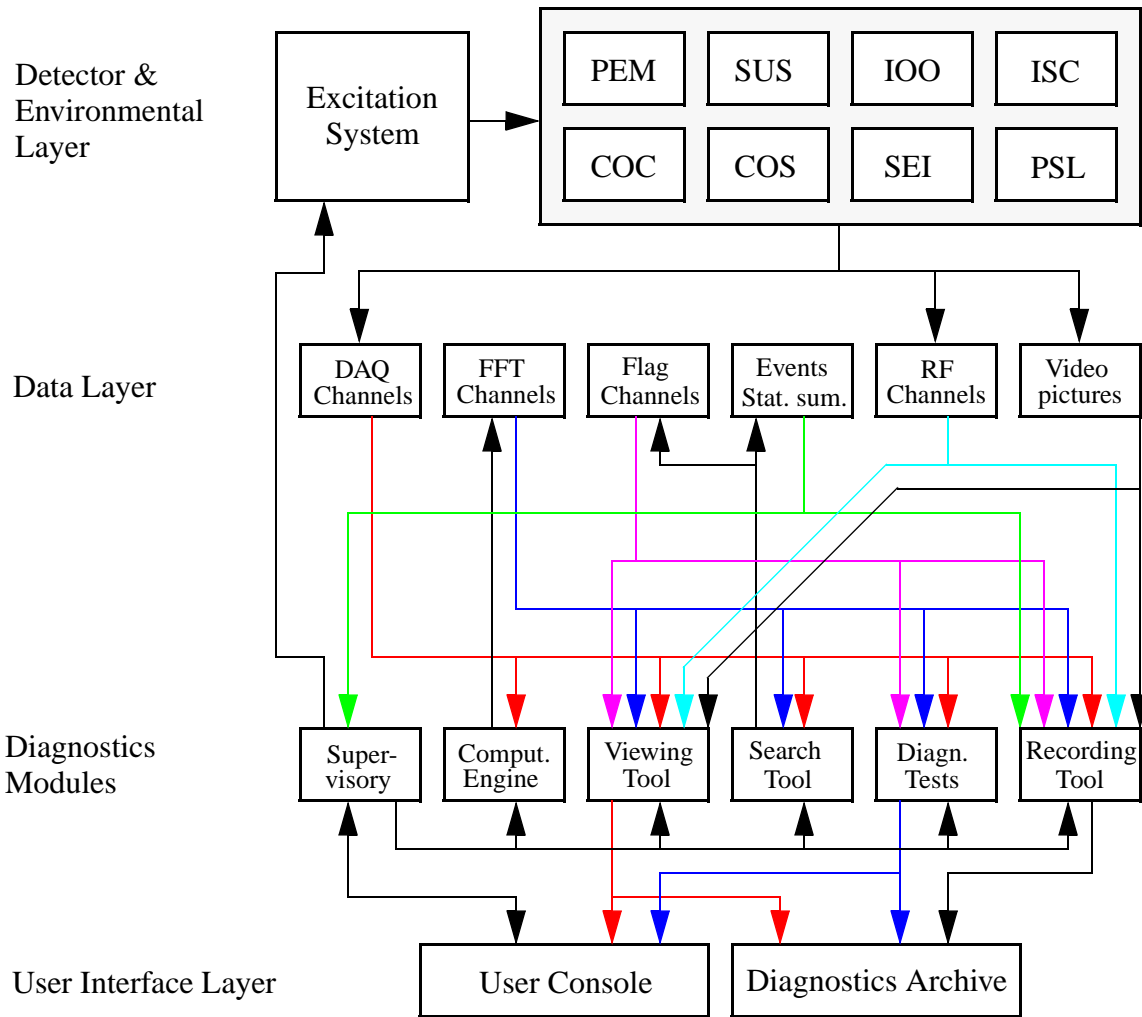 Detector &
Environmental
Layer
Excitation
System
PEM
SUS
IOO
ISC
COC
COS
SEI
PSL
Data Layer
DAQ
Channels
FFT
Channels
Flag
Channels
Events
Stat. sum.
RF
Channels
Video
pictures
Diagnostics
Modules
Super-
visory
Comput.
Engine
Viewing
Tool
Search
Tool
Diagn.
Tests
Recording
Tool
User Interface Layer
User Console
Diagnostics Archive